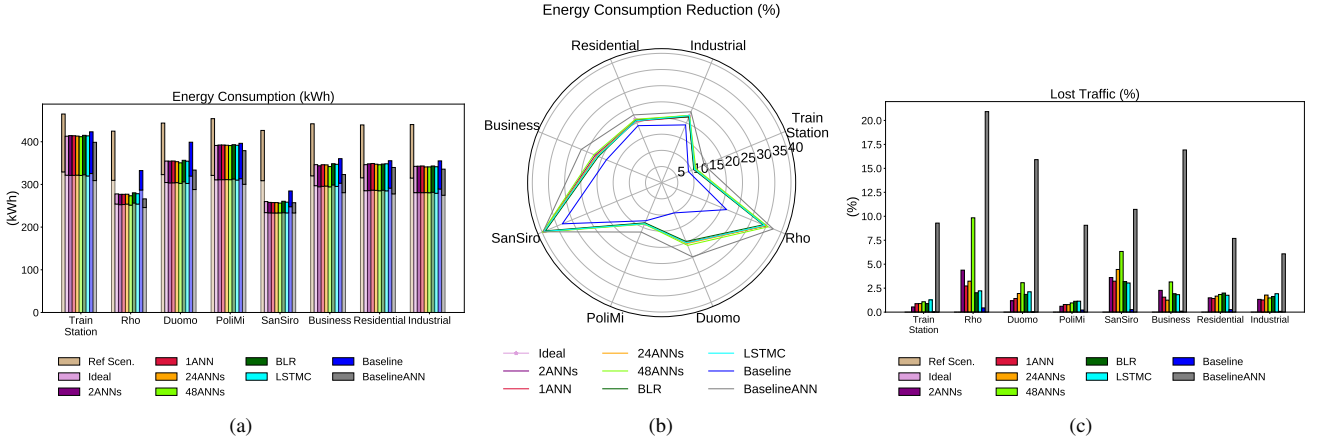 Energy Consumption Reduction (%)
Energy Consumption (kWh)
(kWh)
400
300
200
100
0
Train
Station
Rho
Duomo
PoliMi
SanSiro
Business
Residential
Industrial
Ref Scen.
1ANN
BLR
Baseline
Ideal
24ANNs
LSTMC
BaselineANN
2ANNs
48ANNs
(a)
Residential
Industrial
Business
Train
Station
5
10
15
20
25
30
35
40
SanSiro
Rho
PoliMi
Duomo
Ideal
24ANNs
LSTMC
2ANNs
48ANNs
Baseline
1ANN
BLR
BaselineANN
(b)
Lost Traffic (%)
(%)
20.0
17.5
15.0
12.5
10.0
7.5
5.0
2.5
0.0
Train
Station
Rho
Duomo
PoliMi
SanSiro
Business
Residential
Industrial
Ref Scen.
1ANN
BLR
Baseline
Ideal
24ANNs
LSTMC
BaselineANN
2ANNs
48ANNs
(c)